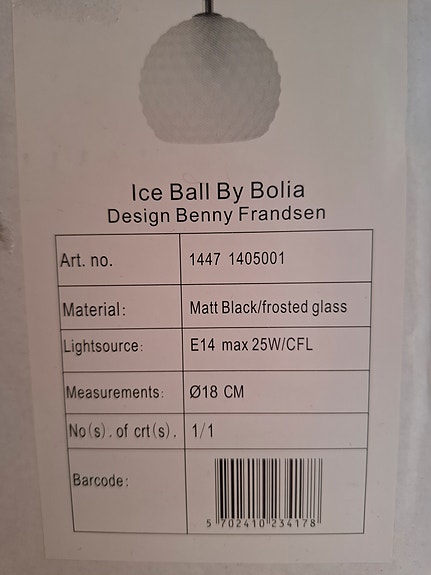 Ice Ball By Bolia
Design Benny Frandsen
Art. no. 1447 1405001
Material: Matt Black/frosted glass
Lightsource: E14 max 25W/CFL
Measurements: Ø18 CM
No(s). of crt(s). 1/1
Barcode:
5 702410 234178